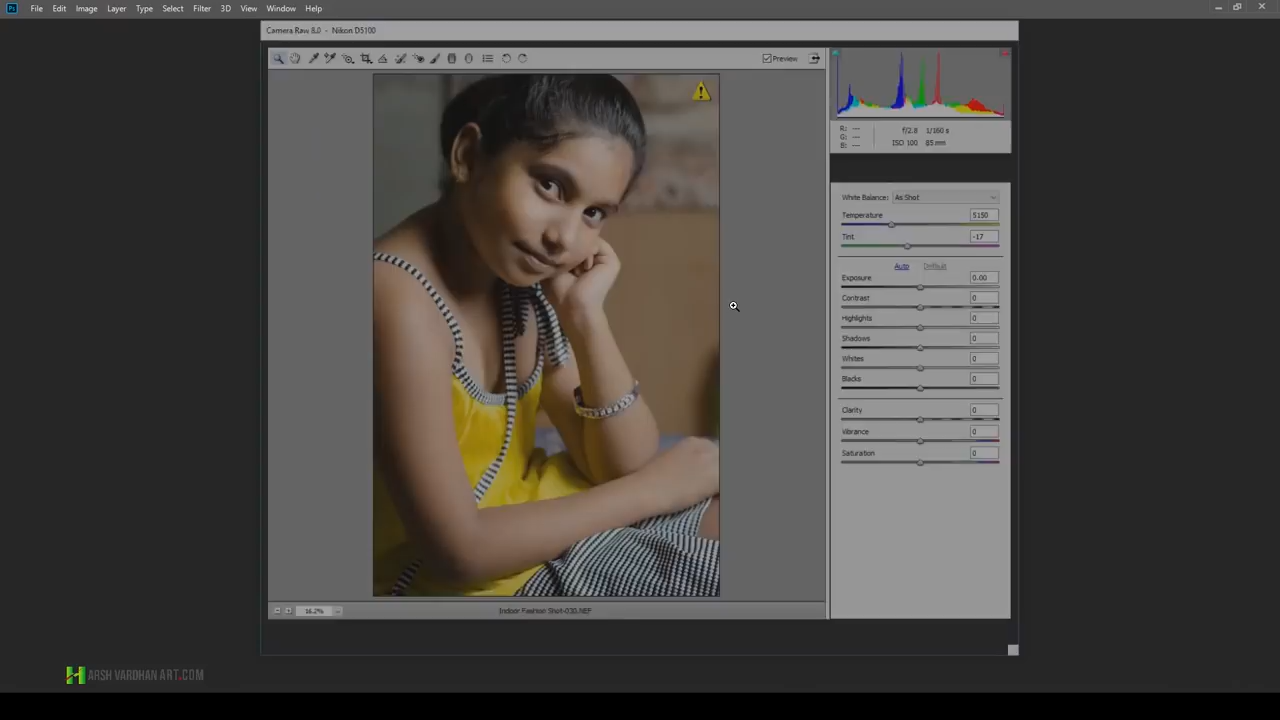 Ps File Edit Image Layer Type Select Filter 3D View Window Help
Camera Raw 8.0 - Nikon D5100
Preview
R: ---
G: ---
B: ---
f/2.8 1/160 s
ISO 100 85 mm
White Balance: As Shot
Temperature 5150
Tint -17
Auto Default
Exposure 0.00
Contrast 0
Highlights 0
Shadows 0
Whites 0
Blacks 0
Clarity 0
Vibrance 0
Saturation 0
16.2% Indoor Fashion Shot-030.NEF
HARSH VARDHAN ART.COM